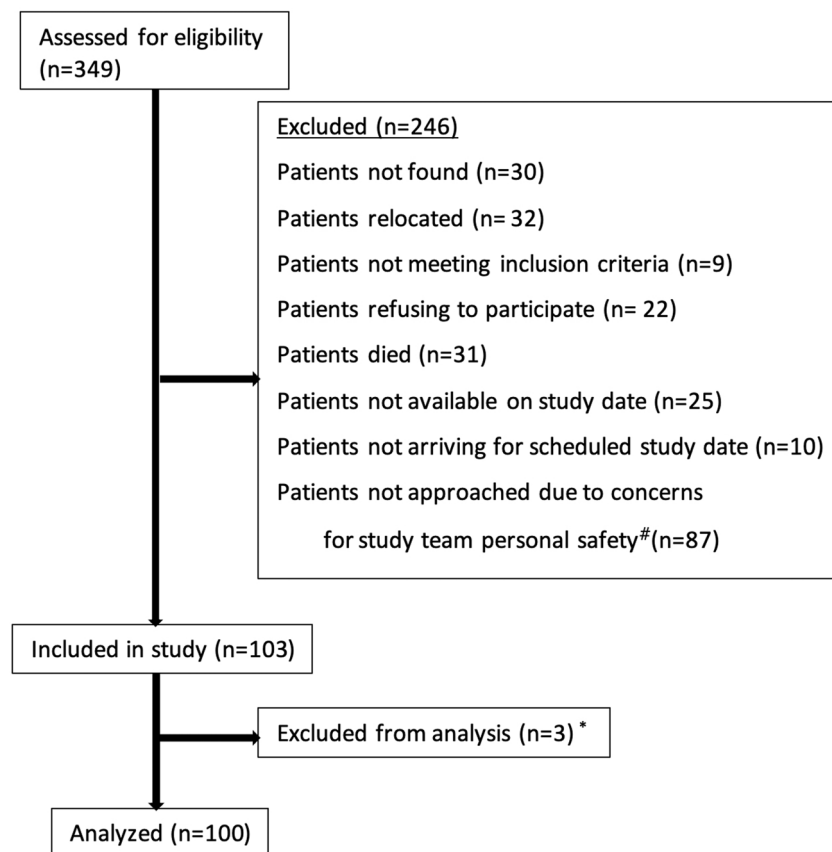 Assessed for eligibility
(n=349)
Excluded (n=246)
Patients not found (n=30)
Patients relocated (n= 32)
Patients not meeting inclusion criteria (n=9)
Patients refusing to participate (n= 22)
Patients died (n=31)
Patients not available on study date (n=25)
Patients not arriving for scheduled study date (n=10)
Patients not approached due to concerns
for study team personal safety#(n=87)
Included in study (n=103)
Excluded from analysis (n=3) *
Analyzed (n=100)